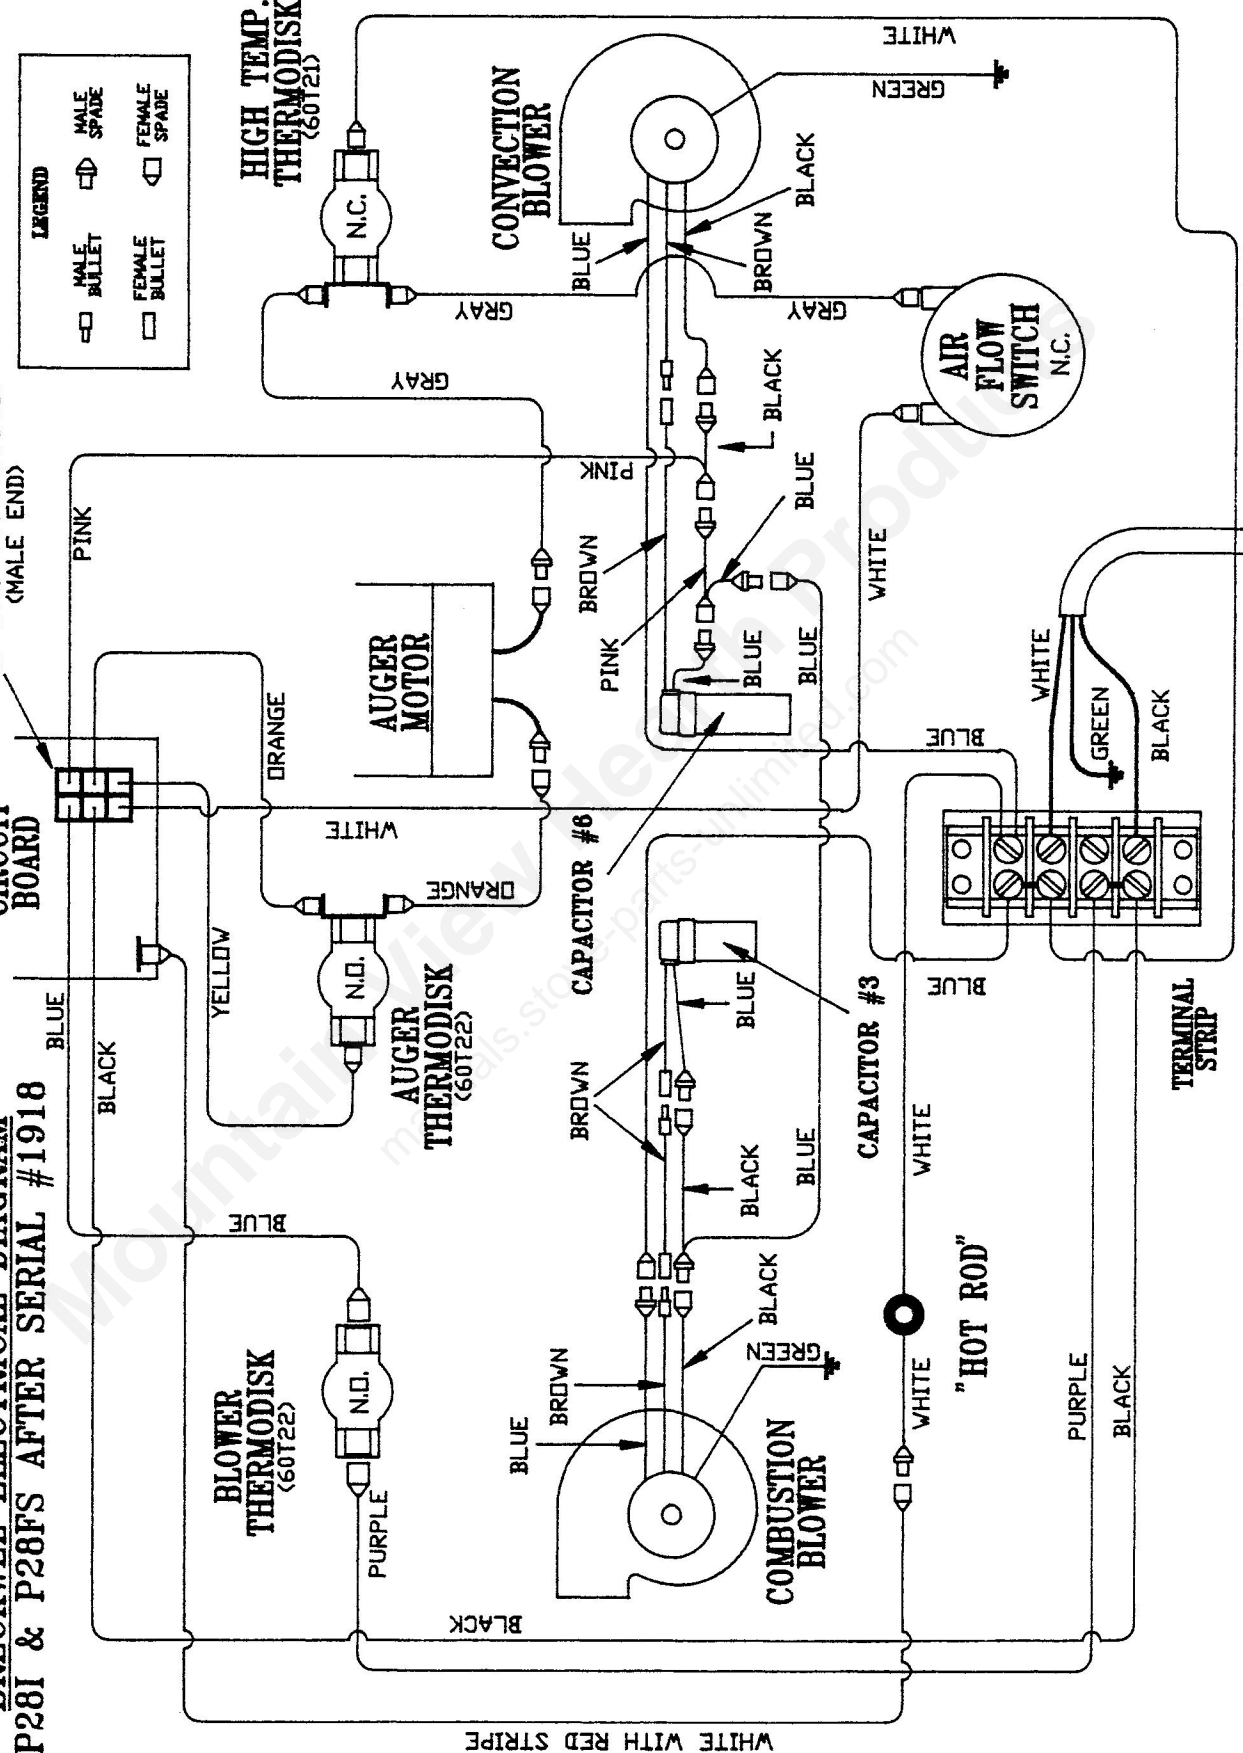 BRECKWELL ELECTRICAL DIAGRAM
P28I & P28FS AFTER SERIAL #1918
BOARD
(MALE END)
LEGEND
MALE
BULLET
MALE
SPADE
FEMALE
BULLET
FEMALE
SPADE
HIGH TEMP.
THERMODISK
(60T21)
N.C.
WHITE
CONVECTION
BLOWER
GREEN
BLUE
BROWN
BLACK
GRAY
GRAY
GRAY
AIR
FLOW
SWITCH
N.C.
PINK
PINK
BLACK
BLUE
BROWN
PINK
BLUE
BLUE
WHITE
AUGER
MOTOR
ORANGE
WHITE
ORANGE
YELLOW
N.O.
AUGER
THERMODISK
(60T22)
BLUE
BLACK
BLUE
BLOWER
THERMODISK
(60T22)
N.O.
PURPLE
BLACK
WHITE WITH RED STRIPE
CAPACITOR #6
CAPACITOR #3
BLUE
BROWN
BLACK
BLUE
BLACK
BLUE
BROWN
GREEN
COMBUSTION
BLOWER
WHITE
WHITE
"HOT ROD"
PURPLE
BLACK
BLUE
BLUE
WHITE
GREEN
BLACK
TERMINAL
STRIP
Mountain View Hearth Products
manuals.stove-parts-unlimited.com